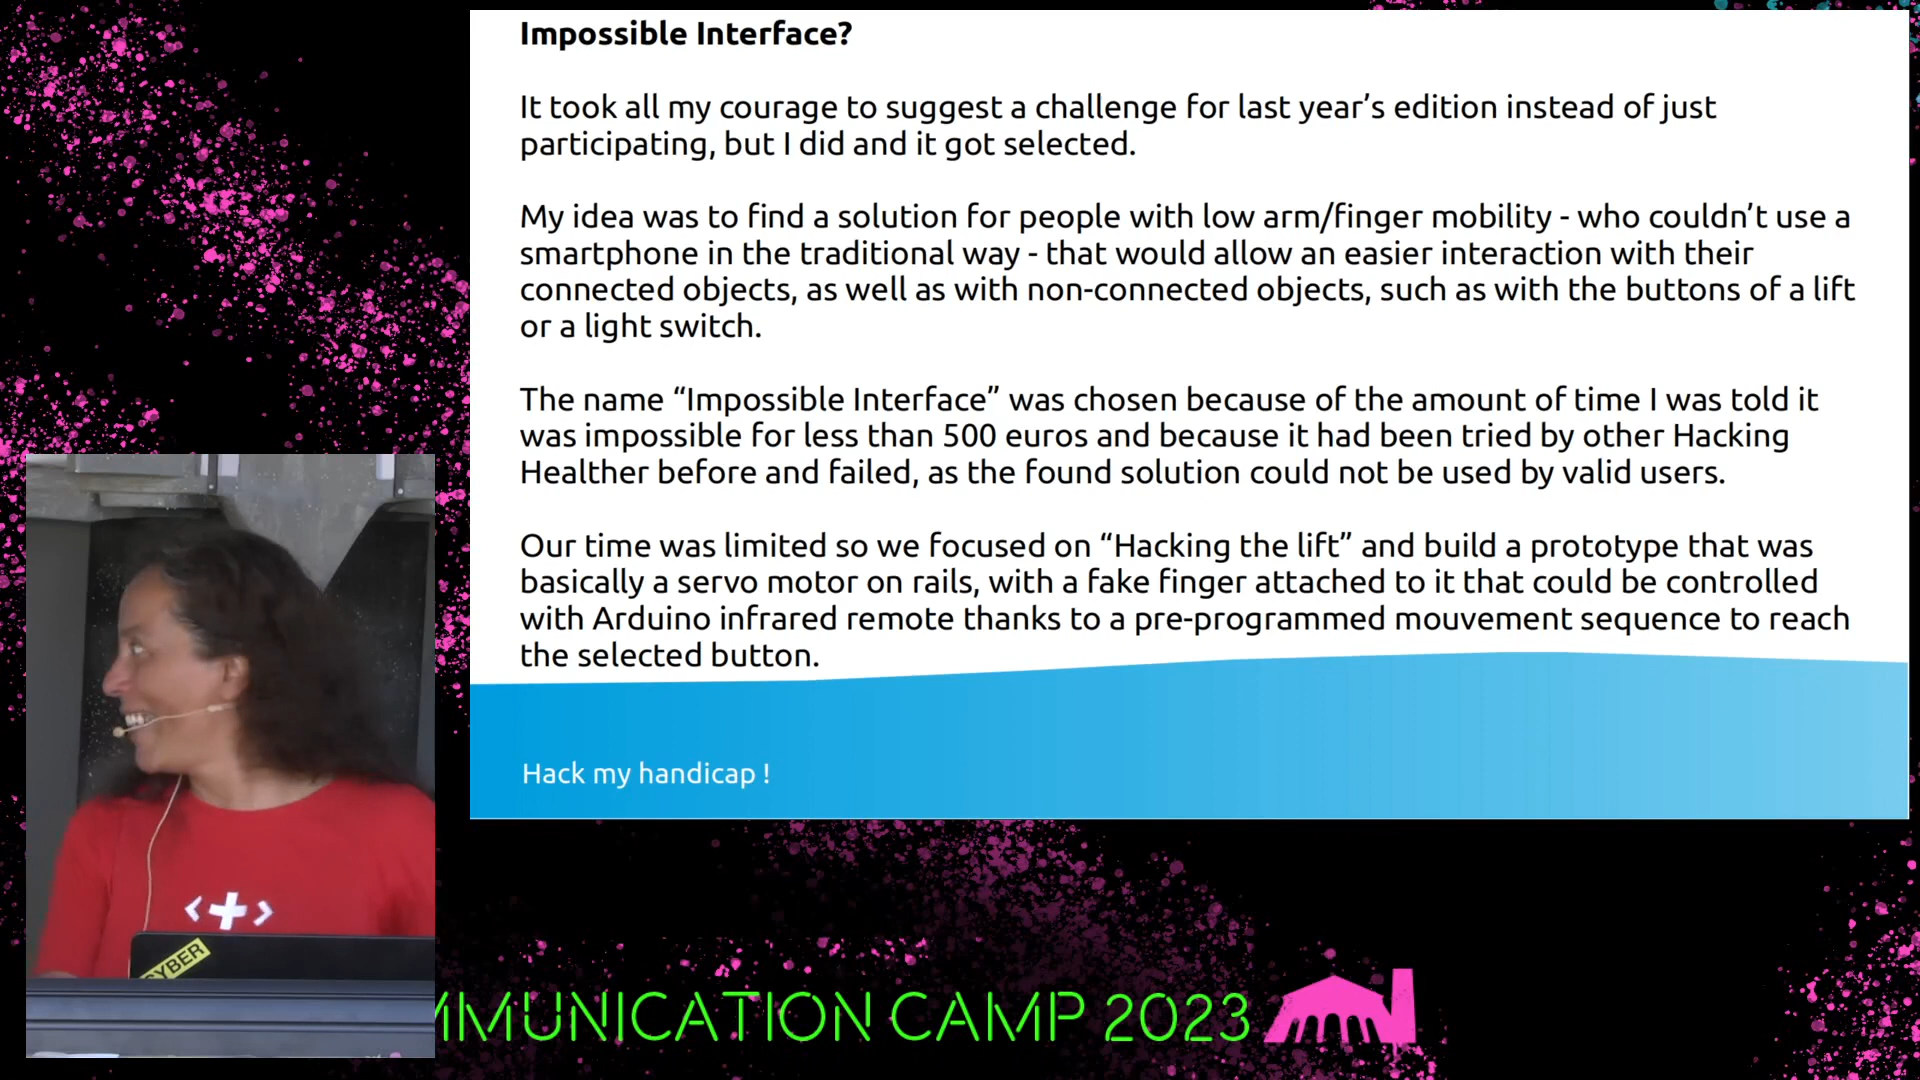 Impossible Interface?
It took all my courage to suggest a challenge for last year’s edition instead of just
participating, but I did and it got selected.
My idea was to find a solution for people with low arm/finger mobility - who couldn’t use a
smartphone in the traditional way - that would allow an easier interaction with their
connected objects, as well as with non-connected objects, such as with the buttons of a lift
or a light switch.
The name “Impossible Interface” was chosen because of the amount of time I was told it
was impossible for less than 500 euros and because it had been tried by other Hacking
Healther before and failed, as the found solution could not be used by valid users.
Our time was limited so we focused on “Hacking the lift” and build a prototype that was
basically a servo motor on rails, with a fake finger attached to it that could be controlled
with Arduino infrared remote thanks to a pre-programmed mouvement sequence to reach
the selected button.
Hack my handicap !
<+>
CYBER
MMUNICATION CAMP 2023